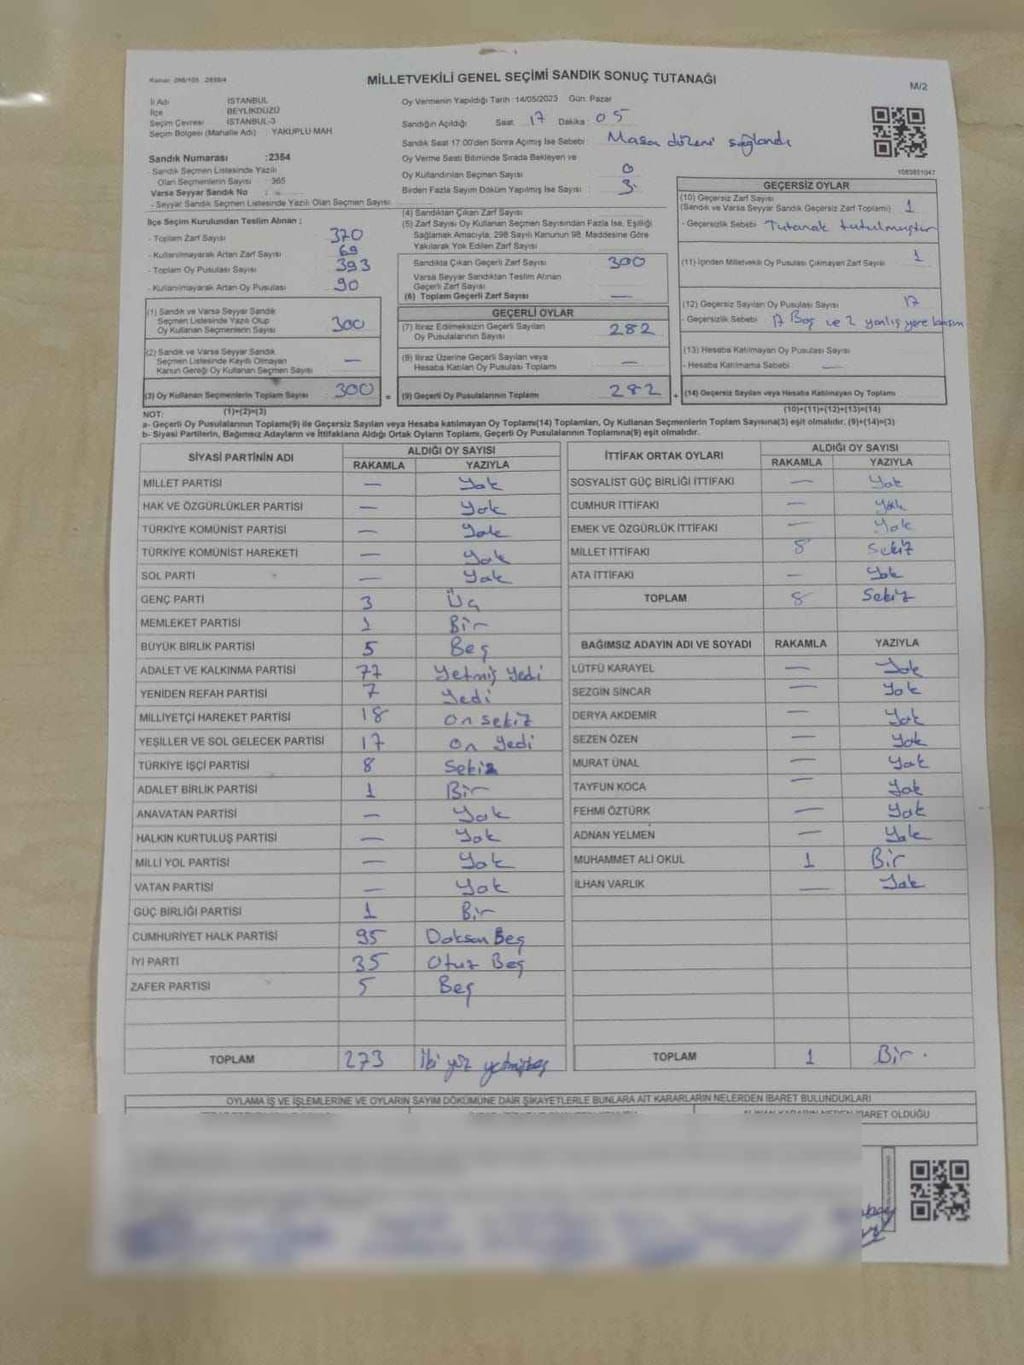 MİLLETVEKİLİ GENEL SEÇİMİ SANDIK SONUÇ TUTANAĞI
M/2
İl Adı İSTANBUL
İlçe BEYLİKDÜZÜ
Seçim Çevresi İSTANBUL-3
Seçim Bölgesi (Mahalle Adı) : YAKUPLU MAH.
Oy Vermenin Yapıldığı Tarih :14/05/2023 Gün: Pazar
Sandığın Açıldığı Saat 17 Dakika 05
Sandık Saat 17:00'den Sonra Açılmış İse Sebebi : Masa düzeni sağlandı
Oy Verme Saati Bitiminde Sırada Bekleyen ve
Oy Kullandırılan Seçmen Sayısı 0
Birden Fazla Sayım Döküm Yapılmış İse Sayısı : 3
Sandık Numarası :2354
- Sandık Seçmen Listesinde Yazılı
Olan Seçmenlerin Sayısı : 365
Varsa Seyyar Sandık No :
- Seyyar Sandık Seçmen Listesinde Yazılı Olan Seçmen Sayısı
İlçe Seçim Kurulundan Teslim Alınan :
- Toplam Zarf Sayısı 370
- Kullanılmayarak Artan Zarf Sayısı 69
- Toplam Oy Pusulası Sayısı 393
- Kullanılmayarak Artan Oy Pusulası 90
(1) Sandık ve Varsa Seyyar Sandık
Seçmen Listesinde Yazılı Olup
Oy Kullanan Seçmenlerin Sayısı 300
(2) Sandık ve Varsa Seyyar Sandık
Seçmen Listesinde Kayıtlı Olmayan
Kanun Gereği Oy Kullanan Seçmen Sayısı —
(3) Oy Kullanan Seçmenlerin Toplam Sayısı 300 =
(4) Sandıktan Çıkan Zarf Sayısı
(5) Zarf Sayısı Oy Kullanan Seçmen Sayısından Fazla İse, Eşitliği
Sağlamak Amacıyla, 298 Sayılı Kanunun 98. Maddesine Göre
Yakılarak Yok Edilen Zarf Sayısı
Sandıkta Çıkan Geçerli Zarf Sayısı 300
Varsa Seyyar Sandıktan Teslim Alınan
Geçerli Zarf Sayısı
(6) Toplam Geçerli Zarf Sayısı —
GEÇERLİ OYLAR
(7) İtiraz Edilmeksizin Geçerli Sayılan
Oy Pusulalarının Sayısı 282
(8) İtiraz Üzerine Geçerli Sayılan veya
Hesaba Katılan Oy Pusulası Toplamı —
(9) Geçerli Oy Pusulalarının Toplamı 282 +
1083851047
GEÇERSİZ OYLAR
(10) Geçersiz Zarf Sayısı
(Sandık ve Varsa Seyyar Sandık Geçersiz Zarf Toplamı) 1
- Geçersizlik Sebebi Tutanak tutulmuştur
(11) İçinden Milletvekili Oy Pusulası Çıkmayan Zarf Sayısı 1
(12) Geçersiz Sayılan Oy Pusulası Sayısı 17
- Geçersizlik Sebebi 17 Boş ve 2 yanlış yere
(13) Hesaba Katılmayan Oy Pusulası Sayısı
- Hesaba Katılmama Sebebi —
(14) Geçersiz Sayılan veya Hesaba Katılmayan Oy Toplamı
NOT: (1)+(2)=(3) (10)+(11)+(12)+(13)=(14)
a- Geçerli Oy Pusulalarının Toplamı(9) ile Geçersiz Sayılan veya Hesaba katılmayan Oy Toplamı(14) Toplamları, Oy Kullanan Seçmenlerin Toplam Sayısına(3) eşit olmalıdır. (9)+(14)=(3)
b- Siyasi Partilerin, Bağımsız Adayların ve İttifakların Aldığı Ortak Oyların Toplamı, Geçerli Oy Pusulalarının Toplamına(9) eşit olmalıdır.
SİYASİ PARTİNİN ADI ALDIĞI OY SAYISI
RAKAMLA YAZIYLA
MİLLET PARTİSİ — Yok
HAK VE ÖZGÜRLÜKLER PARTİSİ — Yok
TÜRKİYE KOMÜNİST PARTİSİ — Yok
TÜRKİYE KOMÜNİST HAREKETİ — Yok
SOL PARTİ — Yok
GENÇ PARTİ 3 Üç
MEMLEKET PARTİSİ 1 Bir
BÜYÜK BİRLİK PARTİSİ 5 Beş
ADALET VE KALKINMA PARTİSİ 77 Yetmiş yedi
YENİDEN REFAH PARTİSİ 7 Yedi
MİLLİYETÇİ HAREKET PARTİSİ 18 on sekiz
YEŞİLLER VE SOL GELECEK PARTİSİ 17 on yedi
TÜRKİYE İŞÇİ PARTİSİ 8 Sekiz
ADALET BİRLİK PARTİSİ 1 Bir
ANAVATAN PARTİSİ — Yok
HALKIN KURTULUŞ PARTİSİ — Yok
MİLLİ YOL PARTİSİ — Yok
VATAN PARTİSİ — Yok
GÜÇ BİRLİĞİ PARTİSİ 1 Bir
CUMHURİYET HALK PARTİSİ 95 Doksan Beş
İYİ PARTİ 35 Otuz Beş
ZAFER PARTİSİ 5 Beş
TOPLAM 273 İki yüz
İTTİFAK ORTAK OYLARI ALDIĞI OY SAYISI
RAKAMLA YAZIYLA
SOSYALİST GÜÇ BİRLİĞİ İTTİFAKI — Yok
CUMHUR İTTİFAKI — Yok
EMEK VE ÖZGÜRLÜK İTTİFAKI — Yok
MİLLET İTTİFAKI 8 Sekiz
ATA İTTİFAKI — Yok
TOPLAM 8 Sekiz
BAĞIMSIZ ADAYIN ADI VE SOYADI RAKAMLA YAZIYLA
LÜTFÜ KARAYEL — Yok
SEZGİN SİNCAR — Yok
DERYA AKDEMİR — Yok
SEZEN ÖZEN — Yok
MURAT ÜNAL — Yok
TAYFUN KOCA — Yok
FEHMİ ÖZTÜRK — Yok
ADNAN YELMEN — Yok
MUHAMMET ALİ OKUL 1 Bir
İLHAN VARLIK — Yok
TOPLAM 1 Bir.
OYLAMA İŞ VE İŞLEMLERİNE VE OYLARIN SAYIM DÖKÜMÜNE DAİR ŞİKAYETLERLE BUNLARA AİT KARARLARIN NELERDEN İBARET BULUNDUKLARI
OLDUĞU